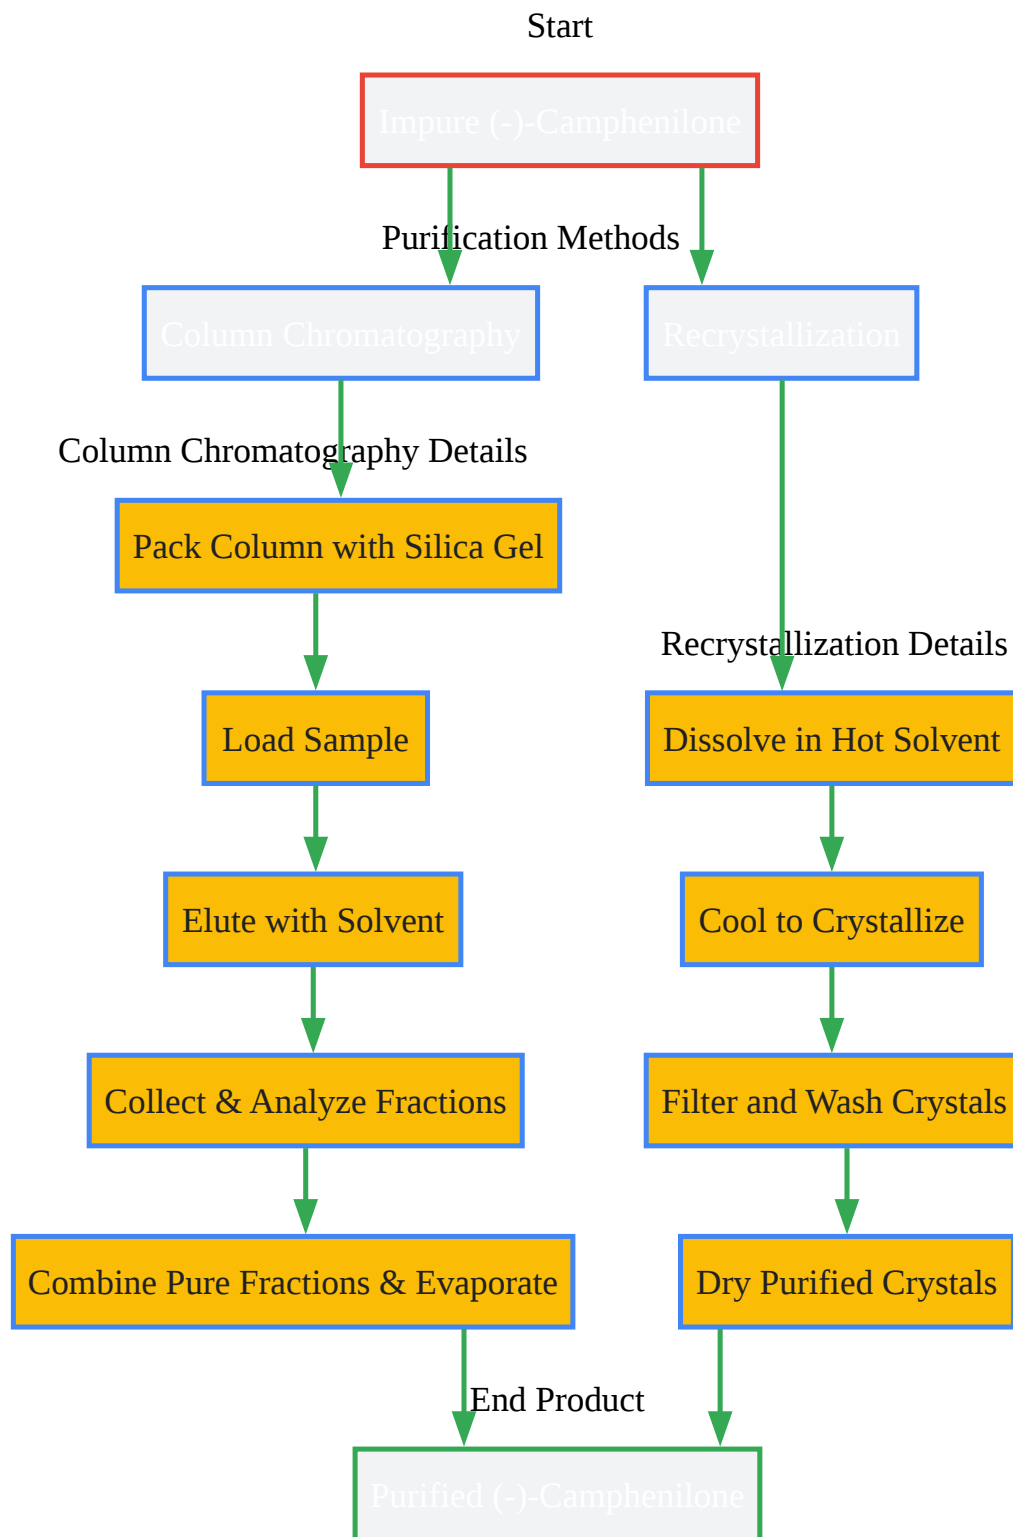 Start
Impure (-)-Camphenilone
Purification Methods
Column Chromatography
Recrystallization
Column Chromatography Details
Pack Column with Silica Gel
Recrystallization Details
Load Sample
Dissolve in Hot Solvent
Elute with Solvent
Cool to Crystallize
Collect & Analyze Fractions
Filter and Wash Crystals
Combine Pure Fractions & Evaporate
Dry Purified Crystals
End Product
Purified (-)-Camphenilone